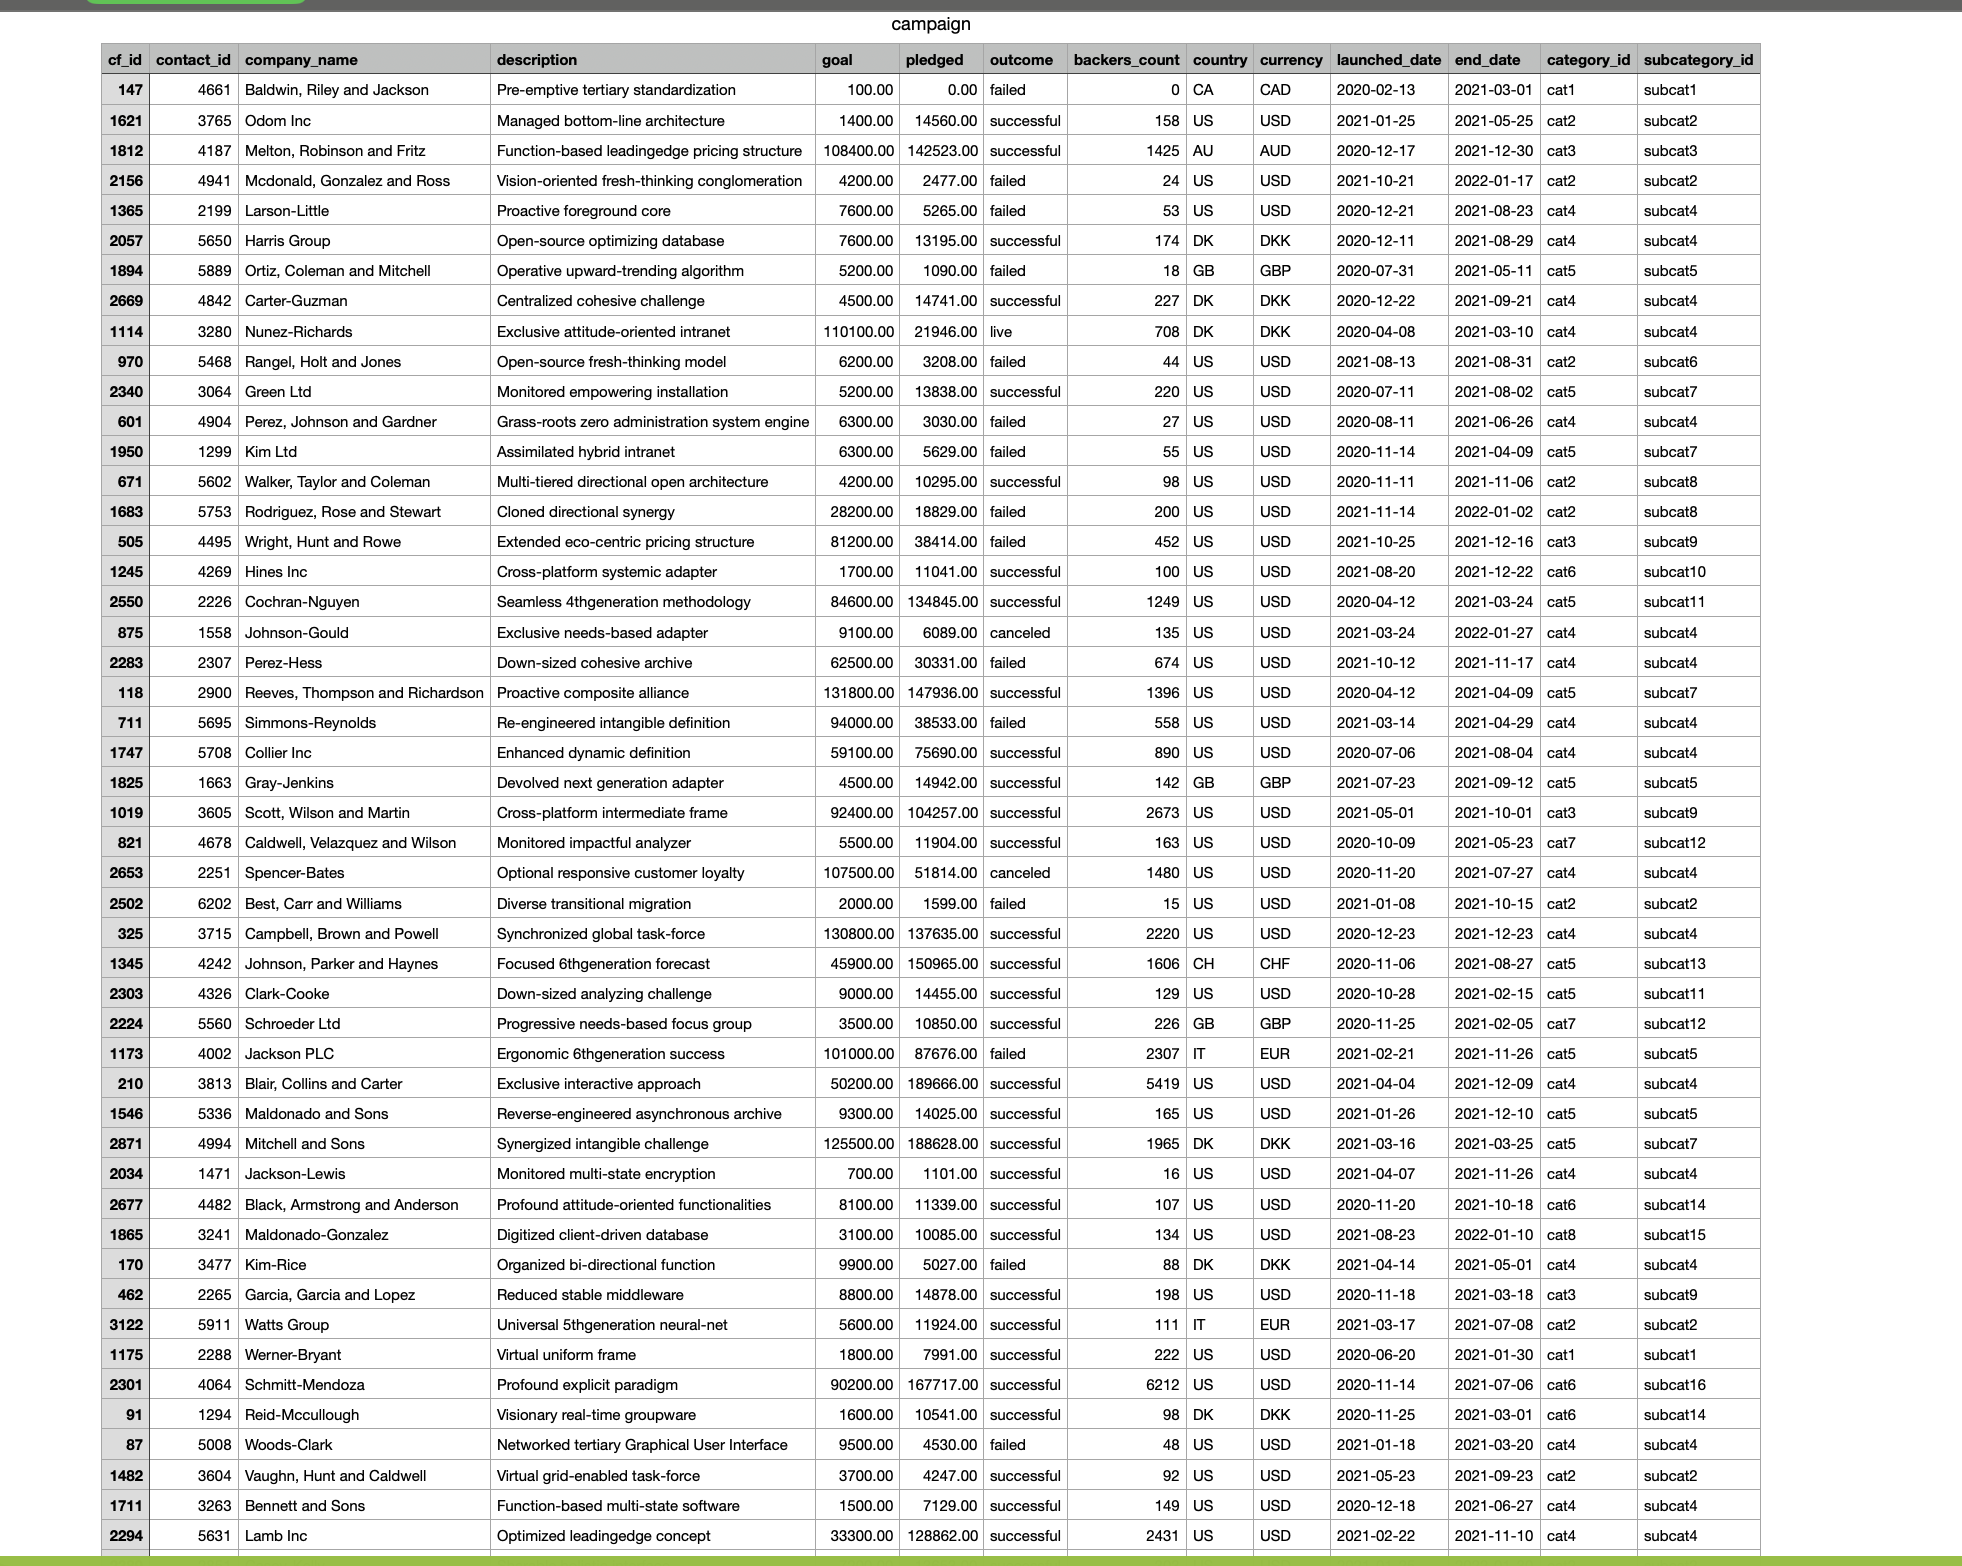 campaign
cf_id contact_id company_name description goal pledged outcome backers_count country currency launched_date end_date category_id subcategory_id
147 4661 Baldwin, Riley and Jackson Pre-emptive tertiary standardization 100.00 0.00 failed 0 CA CAD 2020-02-13 2021-03-01 cat1 subcat1
1621 3765 Odom Inc Managed bottom-line architecture 1400.00 14560.00 successful 158 US USD 2021-01-25 2021-05-25 cat2 subcat2
1812 4187 Melton, Robinson and Fritz Function-based leadingedge pricing structure 108400.00 142523.00 successful 1425 AU AUD 2020-12-17 2021-12-30 cat3 subcat3
2156 4941 Mcdonald, Gonzalez and Ross Vision-oriented fresh-thinking conglomeration 4200.00 2477.00 failed 24 US USD 2021-10-21 2022-01-17 cat2 subcat2
1365 2199 Larson-Little Proactive foreground core 7600.00 5265.00 failed 53 US USD 2020-12-21 2021-08-23 cat4 subcat4
2057 5650 Harris Group Open-source optimizing database 7600.00 13195.00 successful 174 DK DKK 2020-12-11 2021-08-29 cat4 subcat4
1894 5889 Ortiz, Coleman and Mitchell Operative upward-trending algorithm 5200.00 1090.00 failed 18 GB GBP 2020-07-31 2021-05-11 cat5 subcat5
2669 4842 Carter-Guzman Centralized cohesive challenge 4500.00 14741.00 successful 227 DK DKK 2020-12-22 2021-09-21 cat4 subcat4
1114 3280 Nunez-Richards Exclusive attitude-oriented intranet 110100.00 21946.00 live 708 DK DKK 2020-04-08 2021-03-10 cat4 subcat4
970 5468 Rangel, Holt and Jones Open-source fresh-thinking model 6200.00 3208.00 failed 44 US USD 2021-08-13 2021-08-31 cat2 subcat6
2340 3064 Green Ltd Monitored empowering installation 5200.00 13838.00 successful 220 US USD 2020-07-11 2021-08-02 cat5 subcat7
601 4904 Perez, Johnson and Gardner Grass-roots zero administration system engine 6300.00 3030.00 failed 27 US USD 2020-08-11 2021-06-26 cat4 subcat4
1950 1299 Kim Ltd Assimilated hybrid intranet 6300.00 5629.00 failed 55 US USD 2020-11-14 2021-04-09 cat5 subcat7
671 5602 Walker, Taylor and Coleman Multi-tiered directional open architecture 4200.00 10295.00 successful 98 US USD 2020-11-11 2021-11-06 cat2 subcat8
1683 5753 Rodriguez, Rose and Stewart Cloned directional synergy 28200.00 18829.00 failed 200 US USD 2021-11-14 2022-01-02 cat2 subcat8
505 4495 Wright, Hunt and Rowe Extended eco-centric pricing structure 81200.00 38414.00 failed 452 US USD 2021-10-25 2021-12-16 cat3 subcat9
1245 4269 Hines Inc Cross-platform systemic adapter 1700.00 11041.00 successful 100 US USD 2021-08-20 2021-12-22 cat6 subcat10
2550 2226 Cochran-Nguyen Seamless 4thgeneration methodology 84600.00 134845.00 successful 1249 US USD 2020-04-12 2021-03-24 cat5 subcat11
875 1558 Johnson-Gould Exclusive needs-based adapter 9100.00 6089.00 canceled 135 US USD 2021-03-24 2022-01-27 cat4 subcat4
2283 2307 Perez-Hess Down-sized cohesive archive 62500.00 30331.00 failed 674 US USD 2021-10-12 2021-11-17 cat4 subcat4
118 2900 Reeves, Thompson and Richardson Proactive composite alliance 131800.00 147936.00 successful 1396 US USD 2020-04-12 2021-04-09 cat5 subcat7
711 5695 Simmons-Reynolds Re-engineered intangible definition 94000.00 38533.00 failed 558 US USD 2021-03-14 2021-04-29 cat4 subcat4
1747 5708 Collier Inc Enhanced dynamic definition 59100.00 75690.00 successful 890 US USD 2020-07-06 2021-08-04 cat4 subcat4
1825 1663 Gray-Jenkins Devolved next generation adapter 4500.00 14942.00 successful 142 GB GBP 2021-07-23 2021-09-12 cat5 subcat5
1019 3605 Scott, Wilson and Martin Cross-platform intermediate frame 92400.00 104257.00 successful 2673 US USD 2021-05-01 2021-10-01 cat3 subcat9
821 4678 Caldwell, Velazquez and Wilson Monitored impactful analyzer 5500.00 11904.00 successful 163 US USD 2020-10-09 2021-05-23 cat7 subcat12
2653 2251 Spencer-Bates Optional responsive customer loyalty 107500.00 51814.00 canceled 1480 US USD 2020-11-20 2021-07-27 cat4 subcat4
2502 6202 Best, Carr and Williams Diverse transitional migration 2000.00 1599.00 failed 15 US USD 2021-01-08 2021-10-15 cat2 subcat2
325 3715 Campbell, Brown and Powell Synchronized global task-force 130800.00 137635.00 successful 2220 US USD 2020-12-23 2021-12-23 cat4 subcat4
1345 4242 Johnson, Parker and Haynes Focused 6thgeneration forecast 45900.00 150965.00 successful 1606 CH CHF 2020-11-06 2021-08-27 cat5 subcat13
2303 4326 Clark-Cooke Down-sized analyzing challenge 9000.00 14455.00 successful 129 US USD 2020-10-28 2021-02-15 cat5 subcat11
2224 5560 Schroeder Ltd Progressive needs-based focus group 3500.00 10850.00 successful 226 GB GBP 2020-11-25 2021-02-05 cat7 subcat12
1173 4002 Jackson PLC Ergonomic 6thgeneration success 101000.00 87676.00 failed 2307 IT EUR 2021-02-21 2021-11-26 cat5 subcat5
210 3813 Blair, Collins and Carter Exclusive interactive approach 50200.00 189666.00 successful 5419 US USD 2021-04-04 2021-12-09 cat4 subcat4
1546 5336 Maldonado and Sons Reverse-engineered asynchronous archive 9300.00 14025.00 successful 165 US USD 2021-01-26 2021-12-10 cat5 subcat5
2871 4994 Mitchell and Sons Synergized intangible challenge 125500.00 188628.00 successful 1965 DK DKK 2021-03-16 2021-03-25 cat5 subcat7
2034 1471 Jackson-Lewis Monitored multi-state encryption 700.00 1101.00 successful 16 US USD 2021-04-07 2021-11-26 cat4 subcat4
2677 4482 Black, Armstrong and Anderson Profound attitude-oriented functionalities 8100.00 11339.00 successful 107 US USD 2020-11-20 2021-10-18 cat6 subcat14
1865 3241 Maldonado-Gonzalez Digitized client-driven database 3100.00 10085.00 successful 134 US USD 2021-08-23 2022-01-10 cat8 subcat15
170 3477 Kim-Rice Organized bi-directional function 9900.00 5027.00 failed 88 DK DKK 2021-04-14 2021-05-01 cat4 subcat4
462 2265 Garcia, Garcia and Lopez Reduced stable middleware 8800.00 14878.00 successful 198 US USD 2020-11-18 2021-03-18 cat3 subcat9
3122 5911 Watts Group Universal 5thgeneration neural-net 5600.00 11924.00 successful 111 IT EUR 2021-03-17 2021-07-08 cat2 subcat2
1175 2288 Werner-Bryant Virtual uniform frame 1800.00 7991.00 successful 222 US USD 2020-06-20 2021-01-30 cat1 subcat1
2301 4064 Schmitt-Mendoza Profound explicit paradigm 90200.00 167717.00 successful 6212 US USD 2020-11-14 2021-07-06 cat6 subcat16
91 1294 Reid-Mccullough Visionary real-time groupware 1600.00 10541.00 successful 98 DK DKK 2020-11-25 2021-03-01 cat6 subcat14
87 5008 Woods-Clark Networked tertiary Graphical User Interface 9500.00 4530.00 failed 48 US USD 2021-01-18 2021-03-20 cat4 subcat4
1482 3604 Vaughn, Hunt and Caldwell Virtual grid-enabled task-force 3700.00 4247.00 successful 92 US USD 2021-05-23 2021-09-23 cat2 subcat2
1711 3263 Bennett and Sons Function-based multi-state software 1500.00 7129.00 successful 149 US USD 2020-12-18 2021-06-27 cat4 subcat4
2294 5631 Lamb Inc Optimized leadingedge concept 33300.00 128862.00 successful 2431 US USD 2021-02-22 2021-11-10 cat4 subcat4